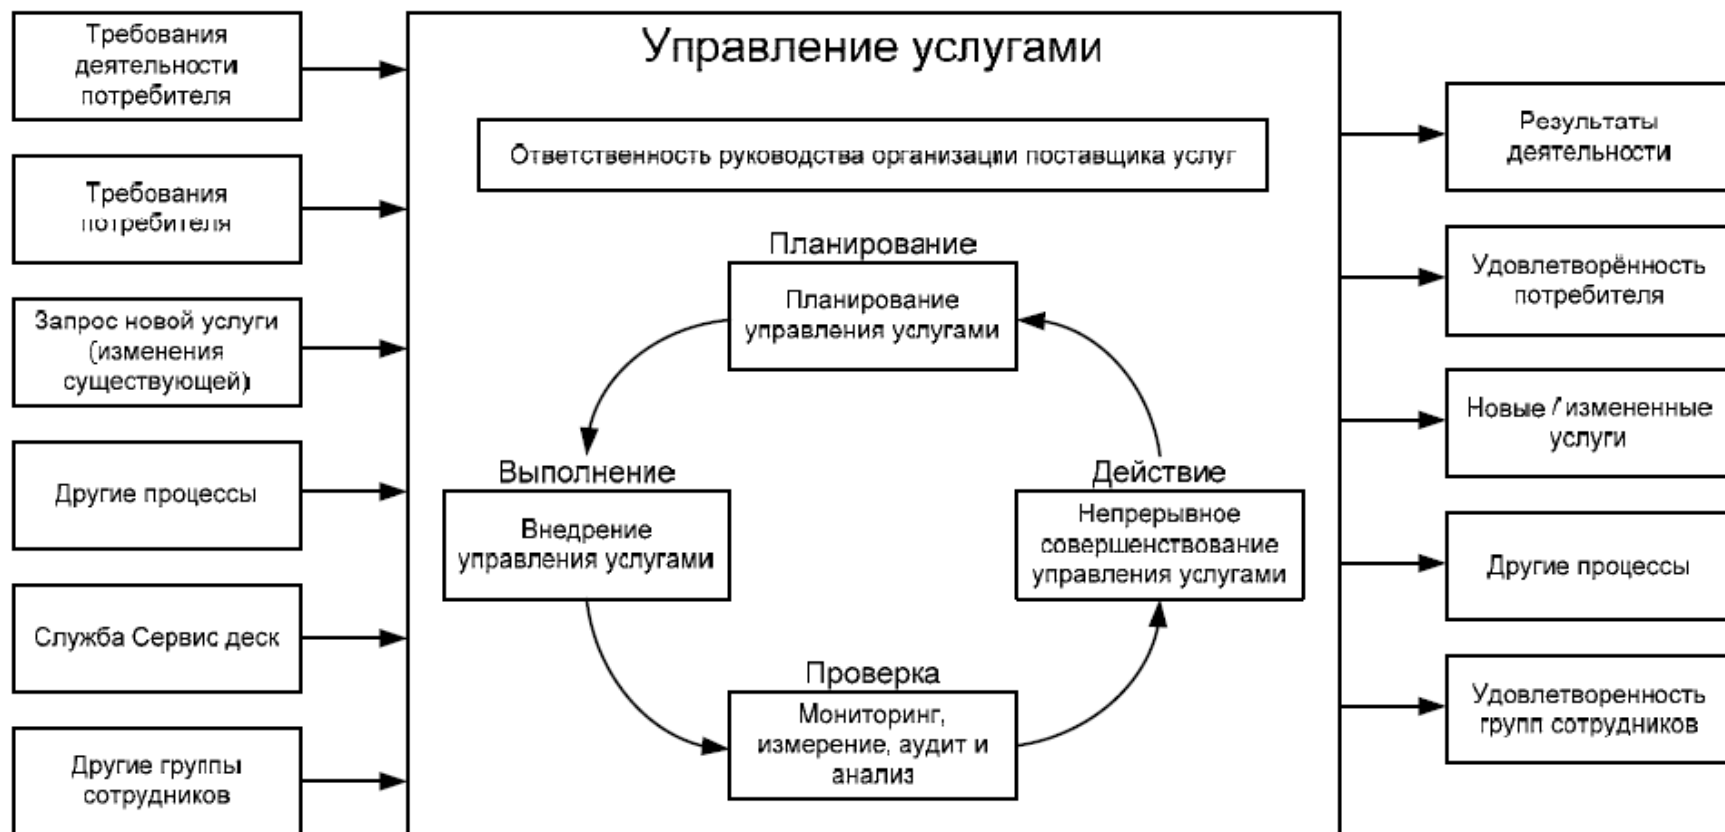 Требования
деятельности
потребителя
Требования
потребителя
Запрос новой услуги
(изменения
существующей)
Другие процессы
Служба Сервис деск
Другие группы
сотрудников
Управление услугами
Ответственность руководства организации поставщика услуг
Планирование
Планирование
управления услугами
Выполнение
Внедрение
управления услугами
Действие
Непрерывное
совершенствование
управления услугами
Проверка
Мониторинг,
измерение, аудит и
анализ
Результаты
деятельности
Удовлетворённость
потребителя
Новые / измененные
услуги
Другие процессы
Удовлетворенность
групп сотрудников